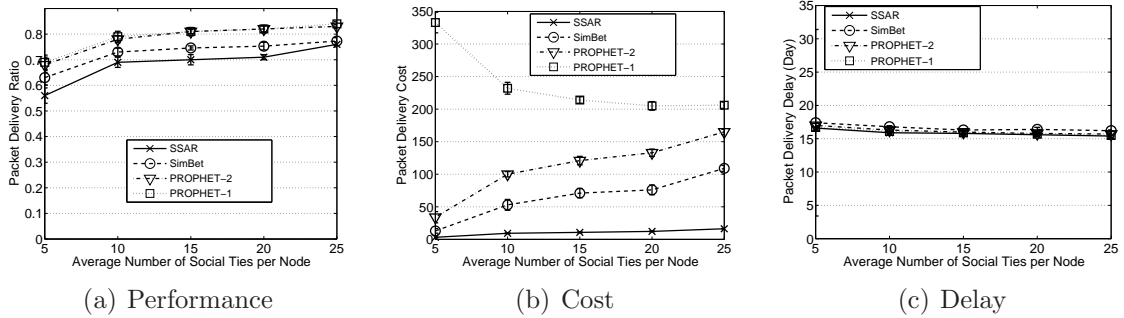 0.8
0.7
0.6
0.5
0.4
0.3
0.2
0.1
0
Packet Delivery Ratio
SSAR
SimBet
PROPHET−2
PROPHET−1
5 10 15 20 25
Average Number of Social Ties per Node
(a) Performance
350
300
250
200
150
100
50
0
Packet Delivery Cost
SSAR
SimBet
PROPHET−2
PROPHET−1
5 10 15 20 25
Average Number of Social Ties per Node
(b) Cost
35
30
25
20
15
10
5
0
Packet Delivery Delay (Day)
SSAR
SimBet
PROPHET−2
PROPHET−1
5 10 15 20 25
Average Number of Social Ties per Node
(c) Delay